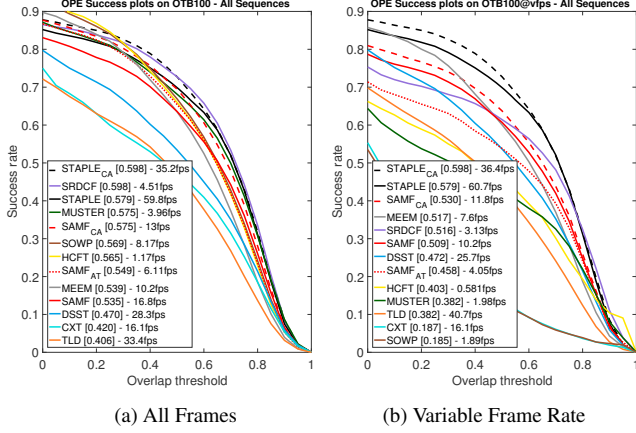 OPE Success plots on OTB100 - All Sequences
0.9
0.8
0.7
0.6
0.5
0.4
0.3
0.2
0.1
0
Success rate
STAPLE_CA [0.598] - 35.2fps
SRDCF [0.598] - 4.51fps
STAPLE [0.579] - 59.8fps
MUSTER [0.575] - 3.96fps
SAMF_CA [0.575] - 13fps
SOWP [0.569] - 8.17fps
HCFT [0.565] - 1.17fps
SAMF_AT [0.549] - 6.11fps
MEEM [0.539] - 10.2fps
SAMF [0.535] - 16.8fps
DSST [0.470] - 28.3fps
CXT [0.420] - 16.1fps
TLD [0.406] - 33.4fps
0 0.2 0.4 0.6 0.8 1
Overlap threshold
(a) All Frames
OPE Success plots on OTB100@vfps - All Sequences
0.9
0.8
0.7
0.6
0.5
0.4
0.3
0.2
0.1
0
Success rate
STAPLE_CA [0.598] - 36.4fps
STAPLE [0.579] - 60.7fps
SAMF_CA [0.530] - 11.8fps
MEEM [0.517] - 7.6fps
SRDCF [0.516] - 3.13fps
SAMF [0.509] - 10.2fps
DSST [0.472] - 25.7fps
SAMF_AT [0.458] - 4.05fps
HCFT [0.403] - 0.581fps
MUSTER [0.382] - 1.98fps
TLD [0.382] - 40.7fps
CXT [0.187] - 16.1fps
SOWP [0.185] - 1.89fps
0 0.2 0.4 0.6 0.8 1
Overlap threshold
(b) Variable Frame Rate